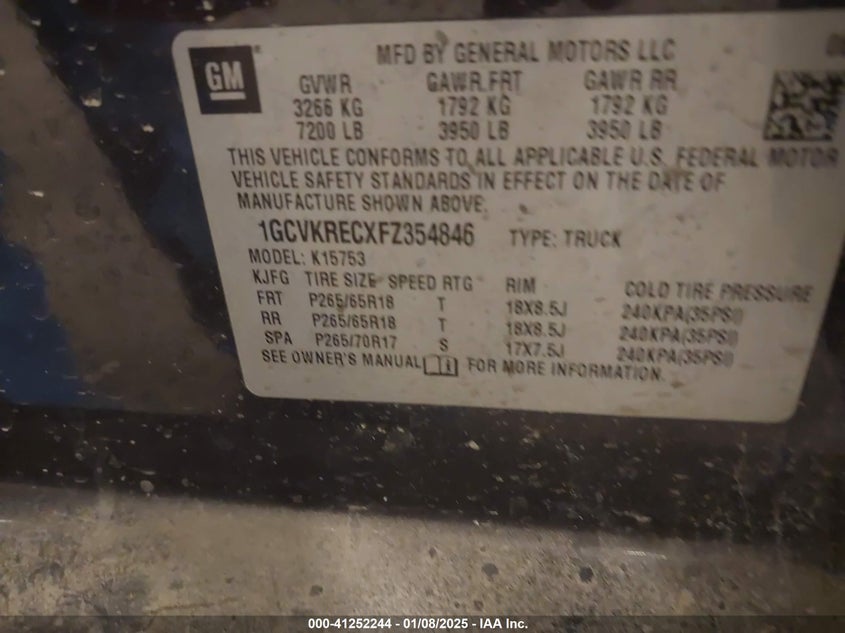 GM
MFD BY GENERAL MOTORS LLC
GVWR GAWR FRT GAWR RR
3266 KG 1792 KG 1792 KG
7200 LB 3950 LB 3950 LB
THIS VEHICLE CONFORMS TO ALL APPLICABLE U.S. FEDERAL MOTOR
VEHICLE SAFETY STANDARDS IN EFFECT ON THE DATE OF
MANUFACTURE SHOWN ABOVE.
1GCVKRECXFZ354846 TYPE: TRUCK
MODEL: K15753
KJFG TIRE SIZE SPEED RTG RIM COLD TIRE PRESSURE
FRT P265/65R18 T 18X8.5J 240KPA(35PSI)
RR P265/65R18 T 18X8.5J 240KPA(35PSI)
SPA P265/70R17 S 17X7.5J 240KPA(35PSI)
SEE OWNER'S MANUAL FOR MORE INFORMATION.
000-41252244 - 01/08/2025 - IAA Inc.